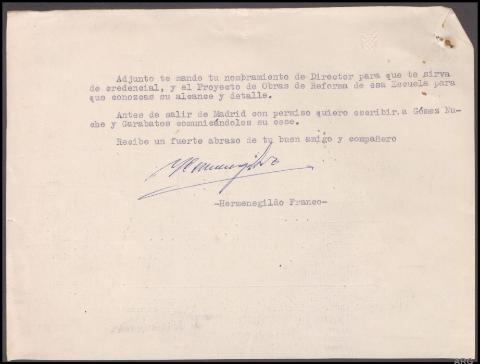 Adjunto te mando tu nombramiento de Director para que te sirva
de credencial, y el Proyecto de Obras de Reforma de esa Escuela para
que conozcas su alcance y detalle.
Antes de salir de Madrid con permiso quiero escribir a Gómez Nu-
che y Garabatos comunicándoles su cese.
Recibe un fuerte abrazo de tu buen amigo y compañero
Hermenegildo
-Hermenegildo Franco-
ARG